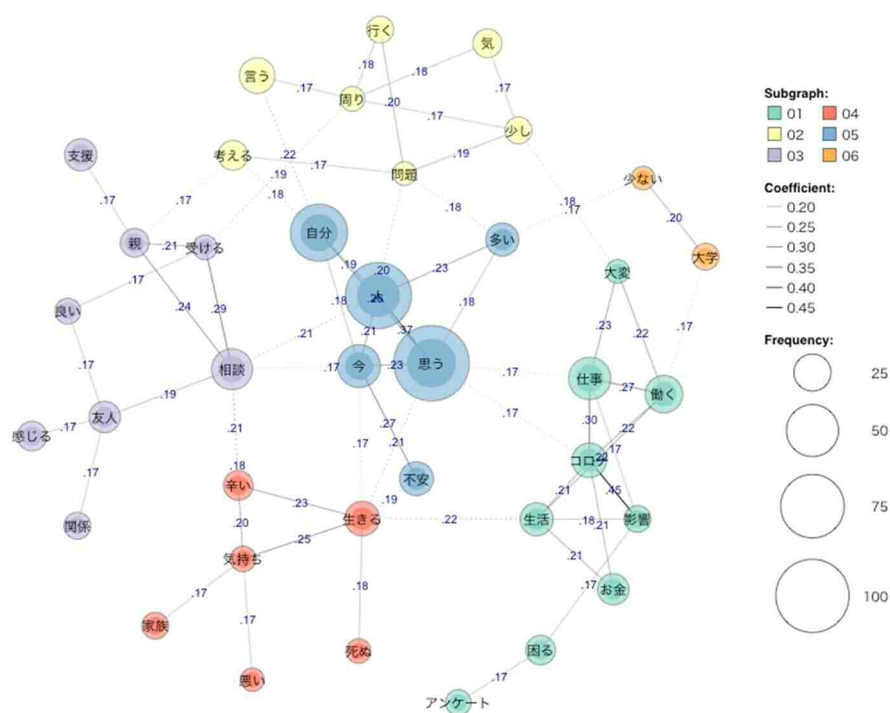 行く
気
言う
.18
.18
.17
.17
周り
.20
.17
少し
支援
考える
.22
.17
.19
問題
.19
.18
.17
.17
.18
.18
.17
少ない
自分
親
.21
受ける
多い
.20
大学
.19
.20
.23
大変
.17
人
.18
.18
良い
.24
.29
.21
.21
.37
.23
.22
.17
.17
相談
.17
今
.23
思う
.17
仕事
.27
働く
.19
.17
友人
.27
.30
.22
感じる
.17
.21
.17
.21
コロナ
.17
.17
.18
不安
.21
.45
辛い
.23
.19
関係
.20
生きる
.22
生活
.18
.21
影響
.25
気持ち
.21
.17
.18
.17
お金
家族
.17
死ぬ
困る
悪い
.17
アンケート
Subgraph:
01 04
02 05
03 06
Coefficient:
0.20
0.25
0.30
0.35
0.40
0.45
Frequency:
25
50
75
100